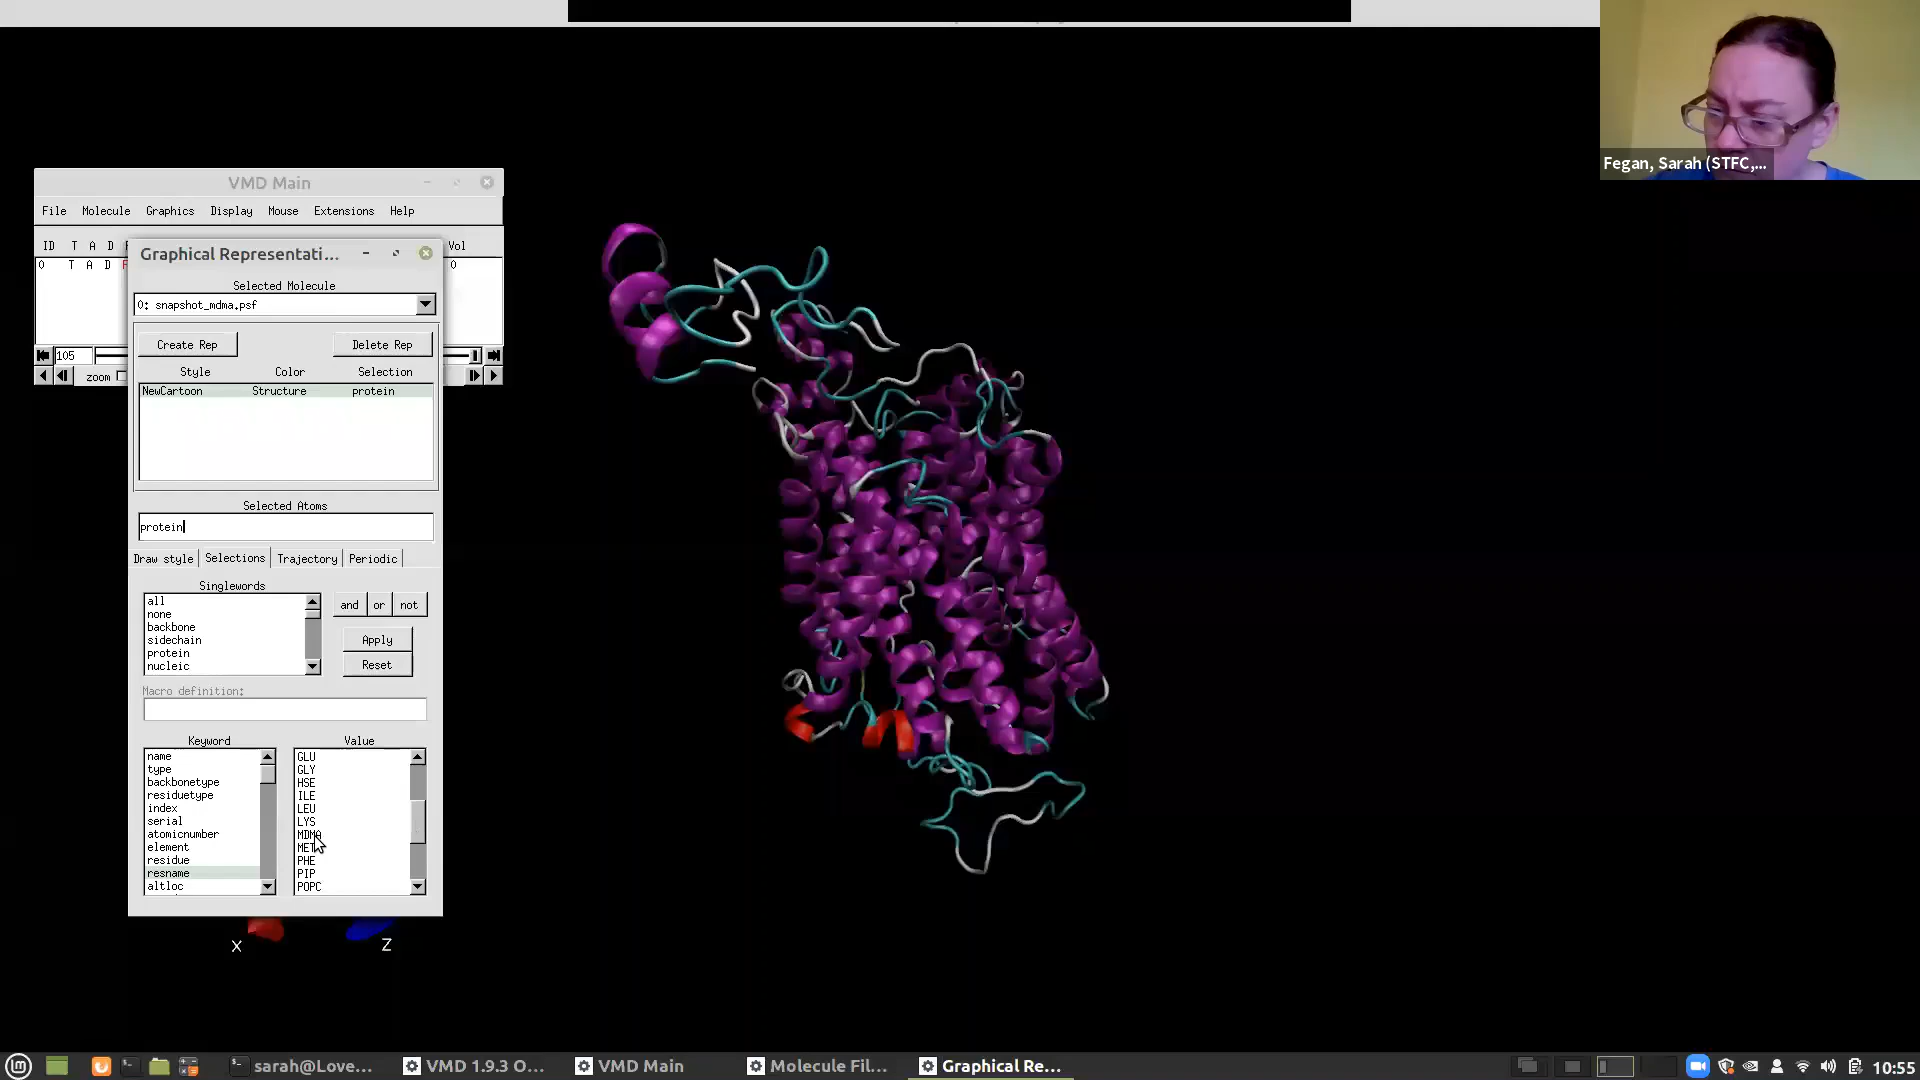 Fegan, Sarah (STFC,...
VMD Main
File Molecule Graphics Display Mouse Extensions Help
ID T A D Vol
0 T A D F 0
Graphical Representati...
Selected Molecule
0: snapshot_mdma.psf
Create Rep Delete Rep
105
zoom
Style Color Selection
NewCartoon Structure protein
Selected Atoms
protein
Draw style Selections Trajectory Periodic
Singlewords
all
none
backbone
sidechain
protein
nucleic
and or not
Apply
Reset
Macro definition:
Keyword
name
type
backbonetype
residuetype
index
serial
atomicnumber
element
residue
resname
altloc
Value
GLU
GLY
HSE
ILE
LEU
LYS
MDMA
MET
PHE
PIP
POPC
X Z
sarah@Love...
VMD 1.9.3 O...
VMD Main
Molecule Fil...
Graphical Re...
10:55